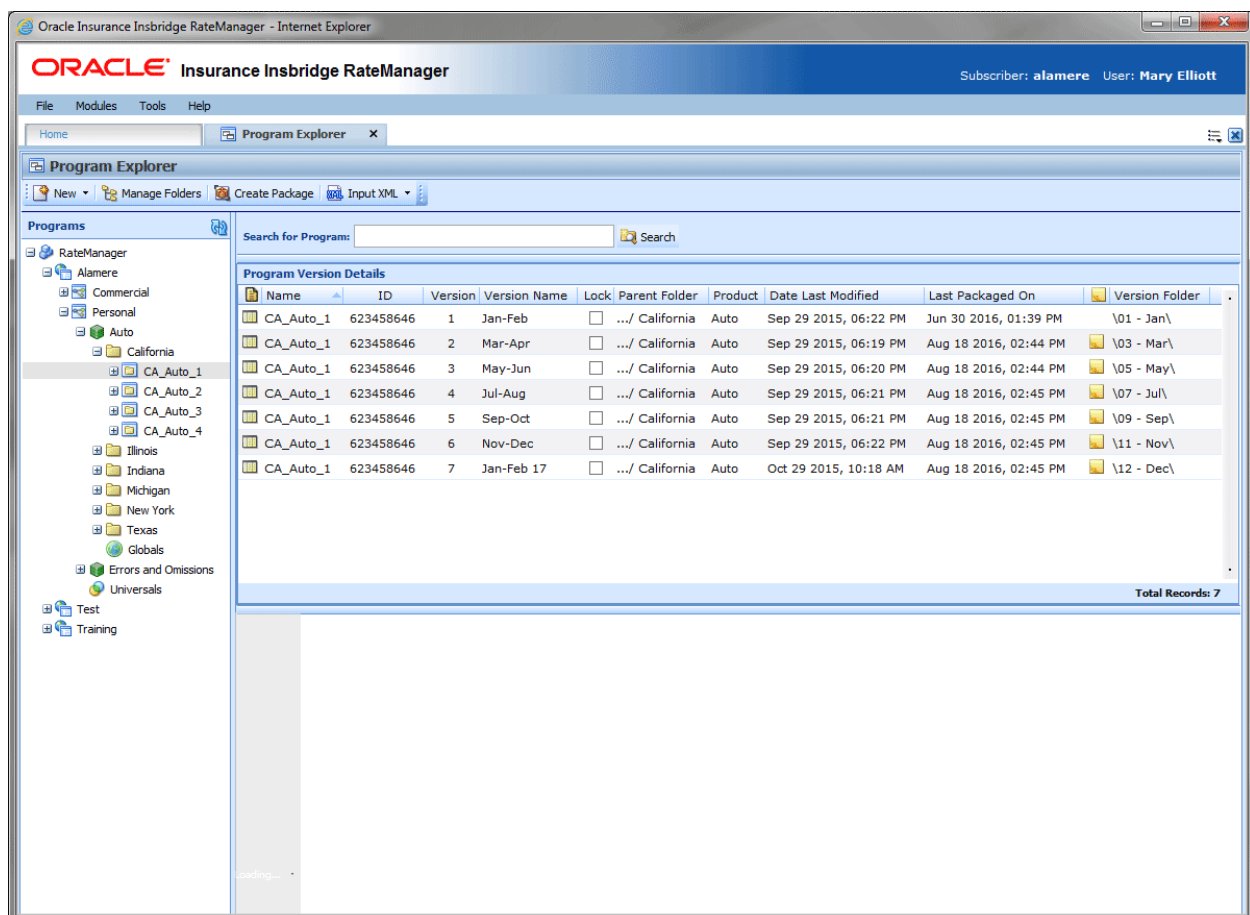 Oracle Insurance Insbridge RateManager - Internet Explorer
ORACLE Insurance Insbridge RateManager
Subscriber: alamere User: Mary Elliott
File Modules Tools Help
Home Program Explorer x
Program Explorer
New Manage Folders Create Package Input XML
Programs
Search for Program: Search
RateManager
Alamere
Commercial
Personal
Auto
California
CA_Auto_1
CA_Auto_2
CA_Auto_3
CA_Auto_4
Illinois
Indiana
Michigan
New York
Texas
Globals
Errors and Omissions
Universals
Test
Training
Program Version Details
Name ID Version Version Name Lock Parent Folder Product Date Last Modified Last Packaged On Version Folder
CA_Auto_1 623458646 1 Jan-Feb .../ California Auto Sep 29 2015, 06:22 PM Jun 30 2016, 01:39 PM \01 - Jan\
CA_Auto_1 623458646 2 Mar-Apr .../ California Auto Sep 29 2015, 06:19 PM Aug 18 2016, 02:44 PM \03 - Mar\
CA_Auto_1 623458646 3 May-Jun .../ California Auto Sep 29 2015, 06:20 PM Aug 18 2016, 02:44 PM \05 - May\
CA_Auto_1 623458646 4 Jul-Aug .../ California Auto Sep 29 2015, 06:21 PM Aug 18 2016, 02:45 PM \07 - Jul\
CA_Auto_1 623458646 5 Sep-Oct .../ California Auto Sep 29 2015, 06:21 PM Aug 18 2016, 02:45 PM \09 - Sep\
CA_Auto_1 623458646 6 Nov-Dec .../ California Auto Sep 29 2015, 06:22 PM Aug 18 2016, 02:45 PM \11 - Nov\
CA_Auto_1 623458646 7 Jan-Feb 17 .../ California Auto Oct 29 2015, 10:18 AM Aug 18 2016, 02:45 PM \12 - Dec\
Total Records: 7
Loading...